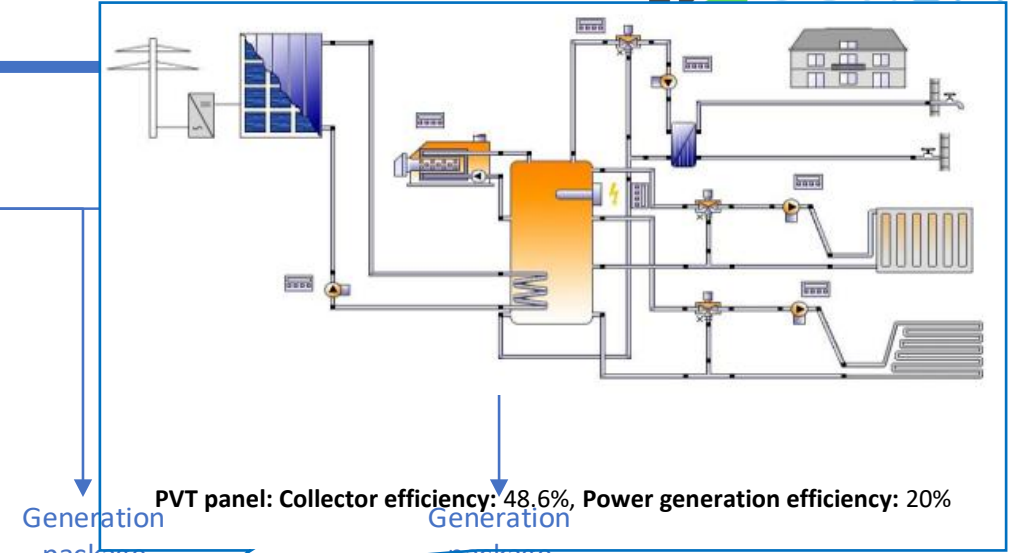 PVT panel: Collector efficiency: 48.6%, Power generation efficiency: 20%
Generation
Generation